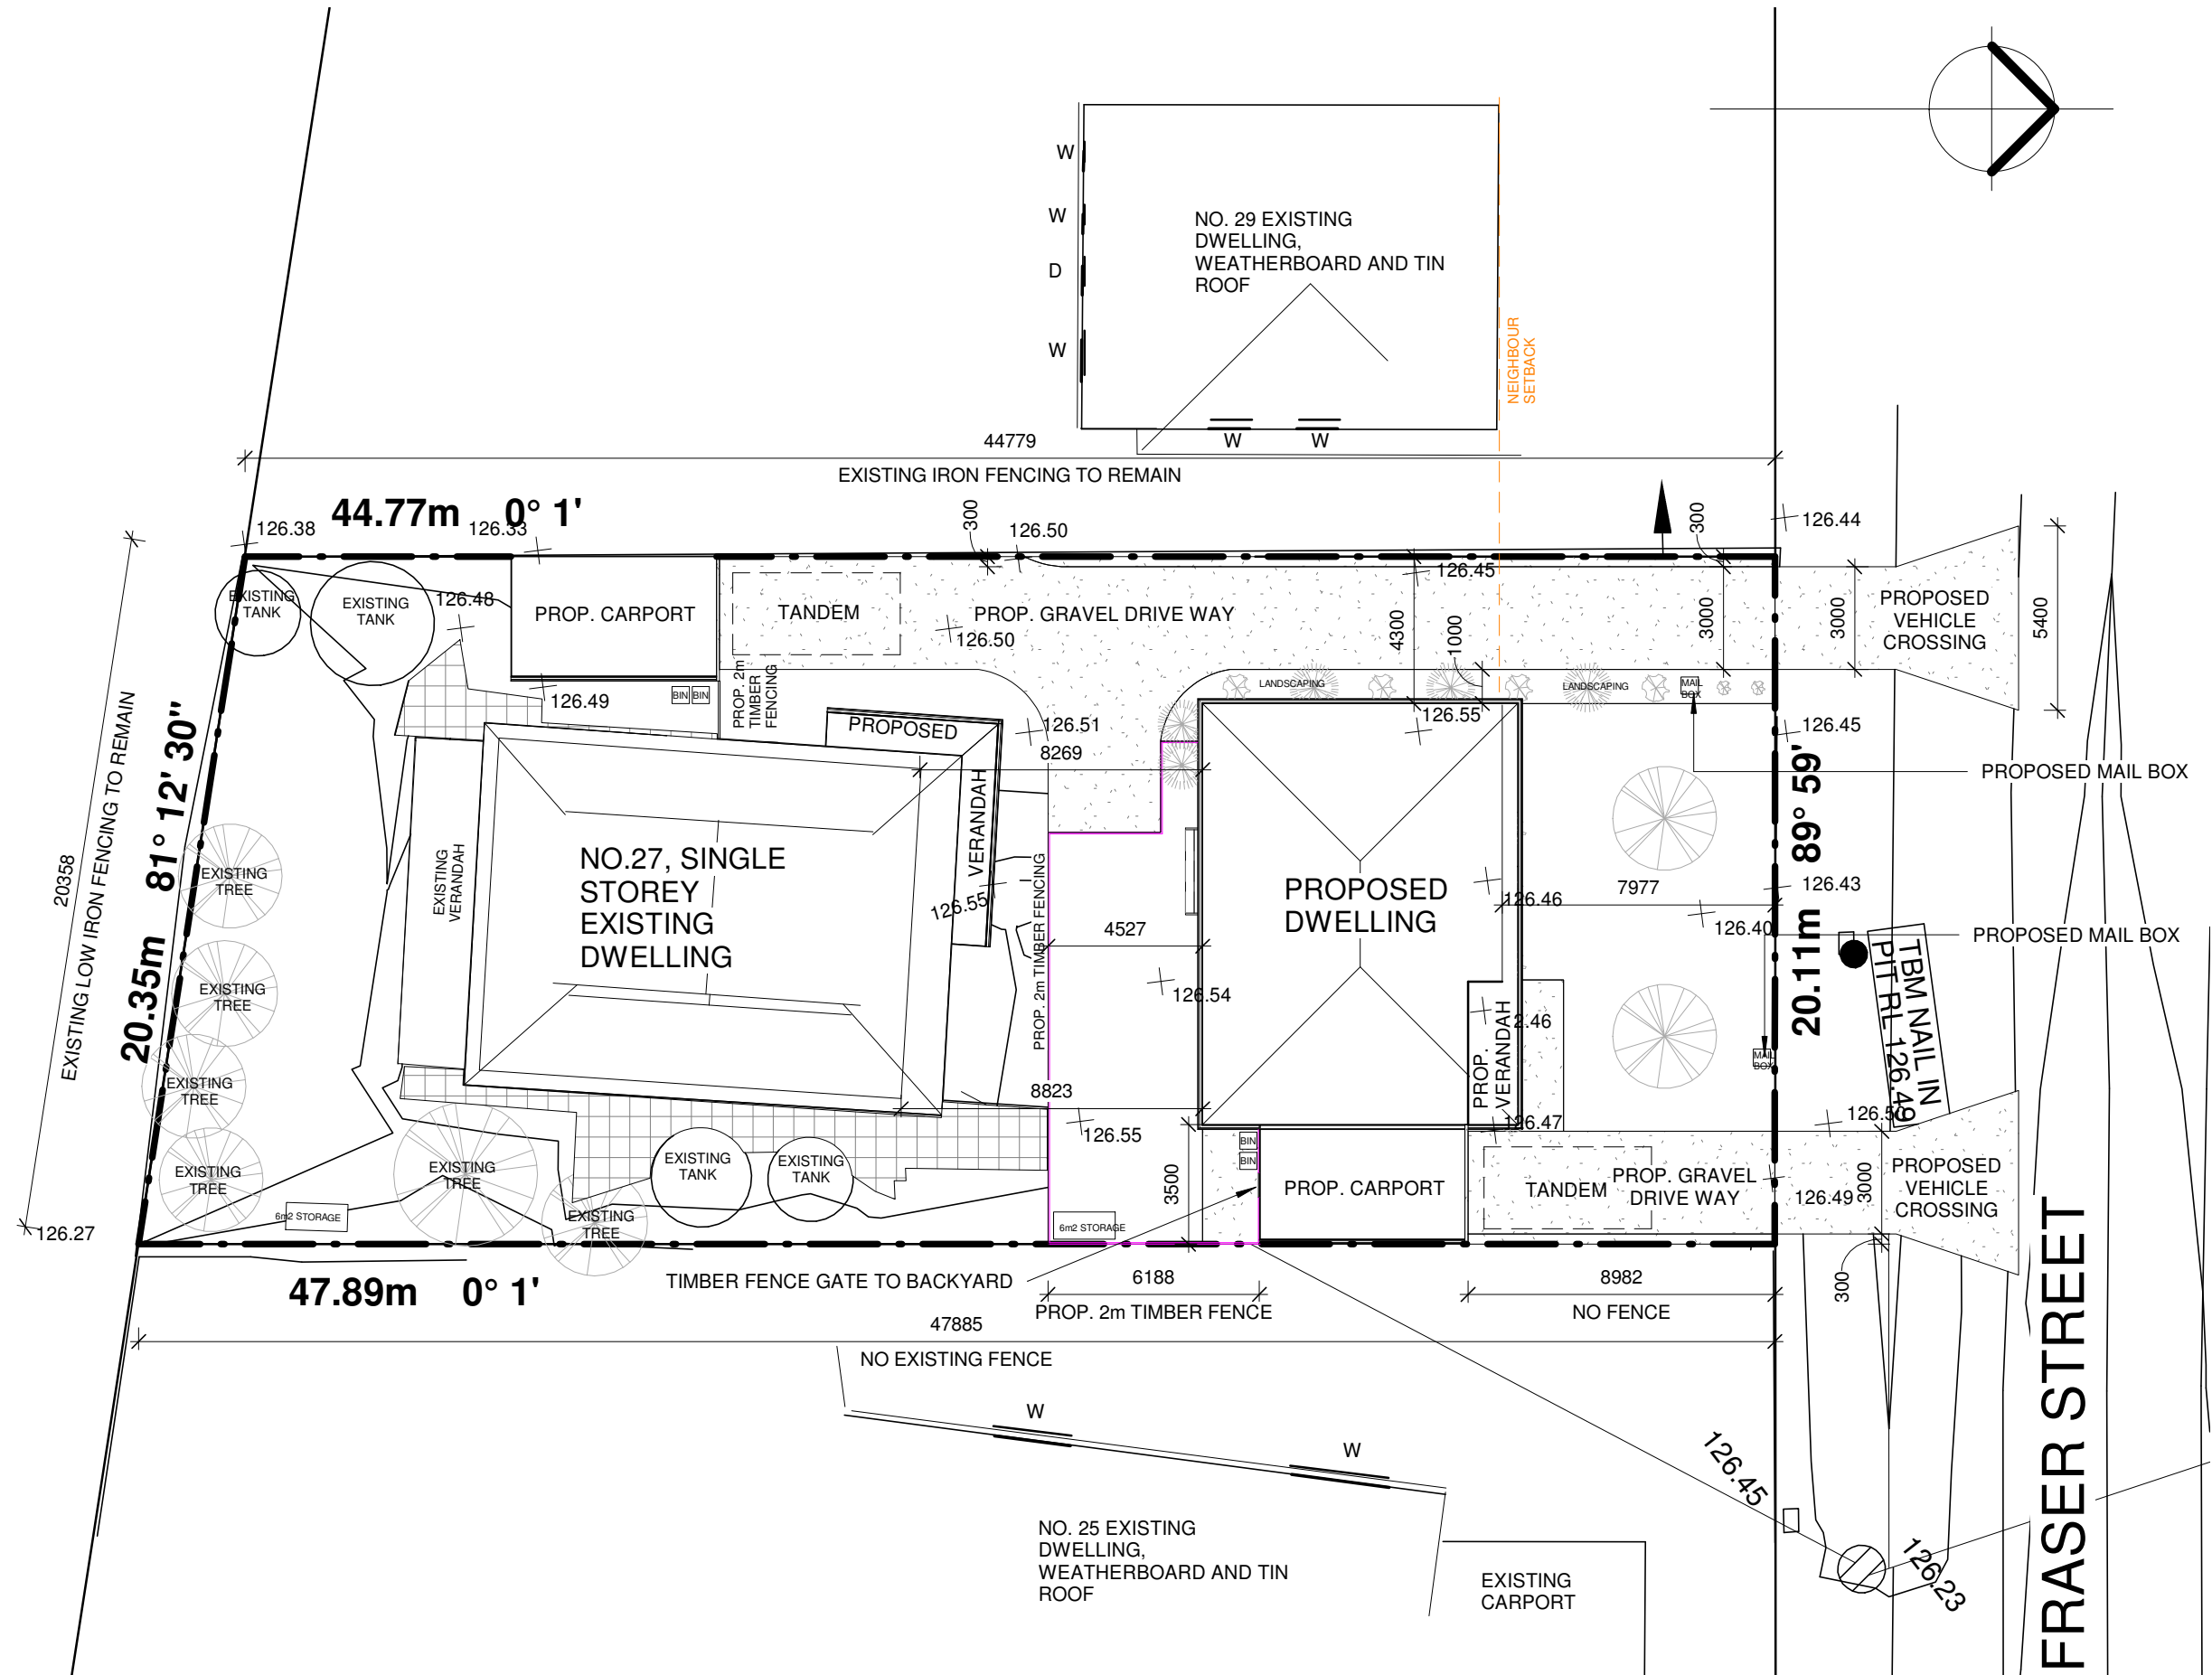 W
W
D
W
NO. 29 EXISTING
DWELLING,
WEATHERBOARD AND TIN
ROOF
NEIGHBOUR
SETBACK
W
W
44779
EXISTING IRON FENCING TO REMAIN
44.77m 0° 1'
126.38
126.33
300
126.50
300
126.44
EXISTING
TANK
EXISTING
TANK
126.48
PROP. CARPORT
TANDEM
PROP. GRAVEL DRIVE WAY
126.50
126.45
4300
1000
3000
3000
PROPOSED
VEHICLE
CROSSING
5400
126.49
BIN
BIN
PROP. 2m
TIMBER
FENCING
LANDSCAPING
LANDSCAPING
MAIL
BOX
PROPOSED
126.51
8269
126.55
126.45
PROPOSED MAIL BOX
20358
EXISTING LOW IRON FENCING TO REMAIN
20.35m 81° 12' 30"
EXISTING
TREE
EXISTING
TREE
EXISTING
TREE
EXISTING
TREE
EXISTING
VERANDAH
NO.27, SINGLE
STOREY
EXISTING
DWELLING
VERANDAH
126.55
PROP. 2m TIMBER FENCING
4527
126.54
PROPOSED
DWELLING
126.46
7977
126.43
126.40
PROPOSED MAIL BOX
20.11m 89° 59'
TBM NAIL IN
PIT RL 126.49
2.46
PROP.
VERANDAH
MAIL
BOX
8823
126.55
126.47
3500
BIN
BIN
PROP. CARPORT
TANDEM
PROP. GRAVEL
DRIVE WAY
126.49
3000
PROPOSED
VEHICLE
CROSSING
300
EXISTING
TREE
EXISTING
TREE
EXISTING
TANK
EXISTING
TANK
6m2 STORAGE
6m2 STORAGE
126.27
47.89m 0° 1'
TIMBER FENCE GATE TO BACKYARD
6188
PROP. 2m TIMBER FENCE
8982
NO FENCE
47885
NO EXISTING FENCE
W
W
NO. 25 EXISTING
DWELLING,
WEATHERBOARD AND TIN
ROOF
EXISTING
CARPORT
126.45
126.23
FRASER STREET